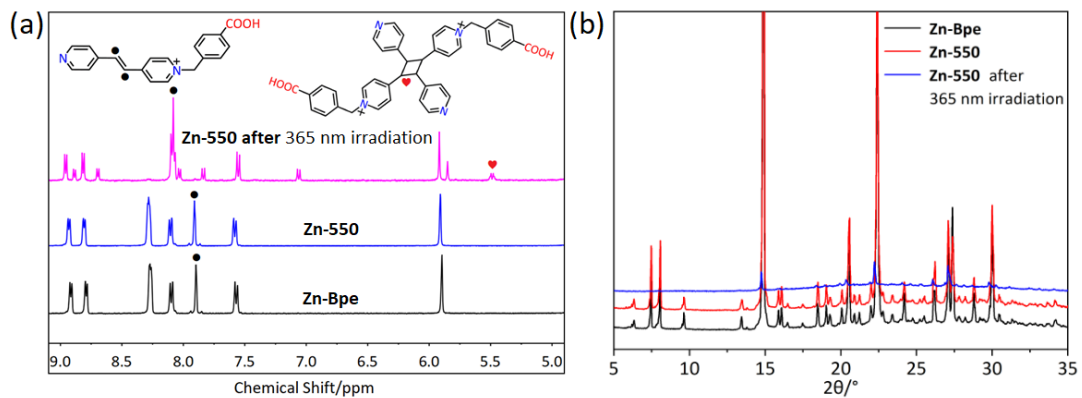 (a)
COOH
N
N
+
N
N
+
COOH
HOOC
N
+
N
Zn-550 after 365 nm irradiation
Zn-550
Zn-Bpe
9.0 8.5 8.0 7.5 7.0 6.5 6.0 5.5 5.0
Chemical Shift/ppm
(b)
Zn-Bpe
Zn-550
Zn-550 after
365 nm irradiation
5 10 15 20 25 30 35
2θ/°